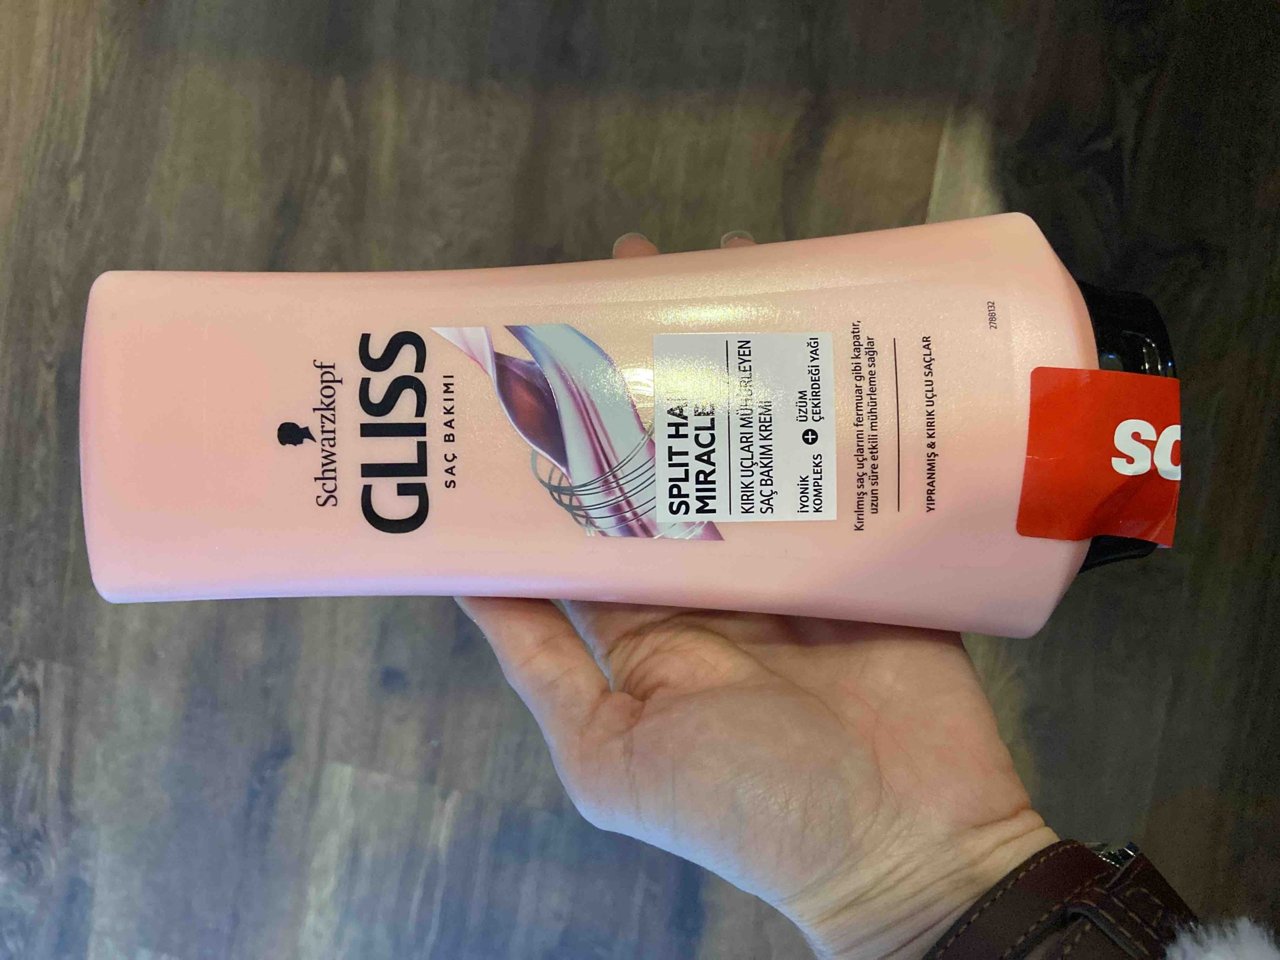 Schwarzkopf
GLISS
SAÇ BAKIMI
SPLIT HAI
MIRACLE
KIRIK UÇLARI MÜHÜRLEYEN
SAÇ BAKIM KREMİ
İYONİK
KOMPLEKS
+
ÜZÜM
ÇEKİRDEĞİ YAĞI
Kırılmış saç uçlarını fermuar gibi kapatır,
uzun süre etkili mühürleme sağlar
YIPRANMIŞ & KIRIK UÇLU SAÇLAR
2788132
SC